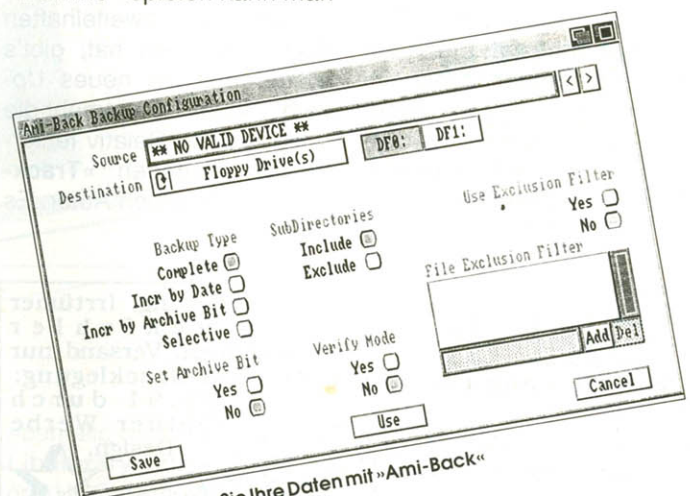 Ami-Back Backup Configuration
Source ** NO VALID DEVICE ** < >
Destination Floppy Drive(s) DF0: DF1:
Backup Type
Complete
Incr by Date
Incr by Archive Bit
Selective
SubDirectories
Include
Exclude
Use Exclusion Filter
Yes
No
File Exclusion Filter
Add Del
Set Archive Bit
Yes
No
Verify Mode
Yes
No
Save
Use
Cancel
Sie Ihre Daten mit »Ami-Back«